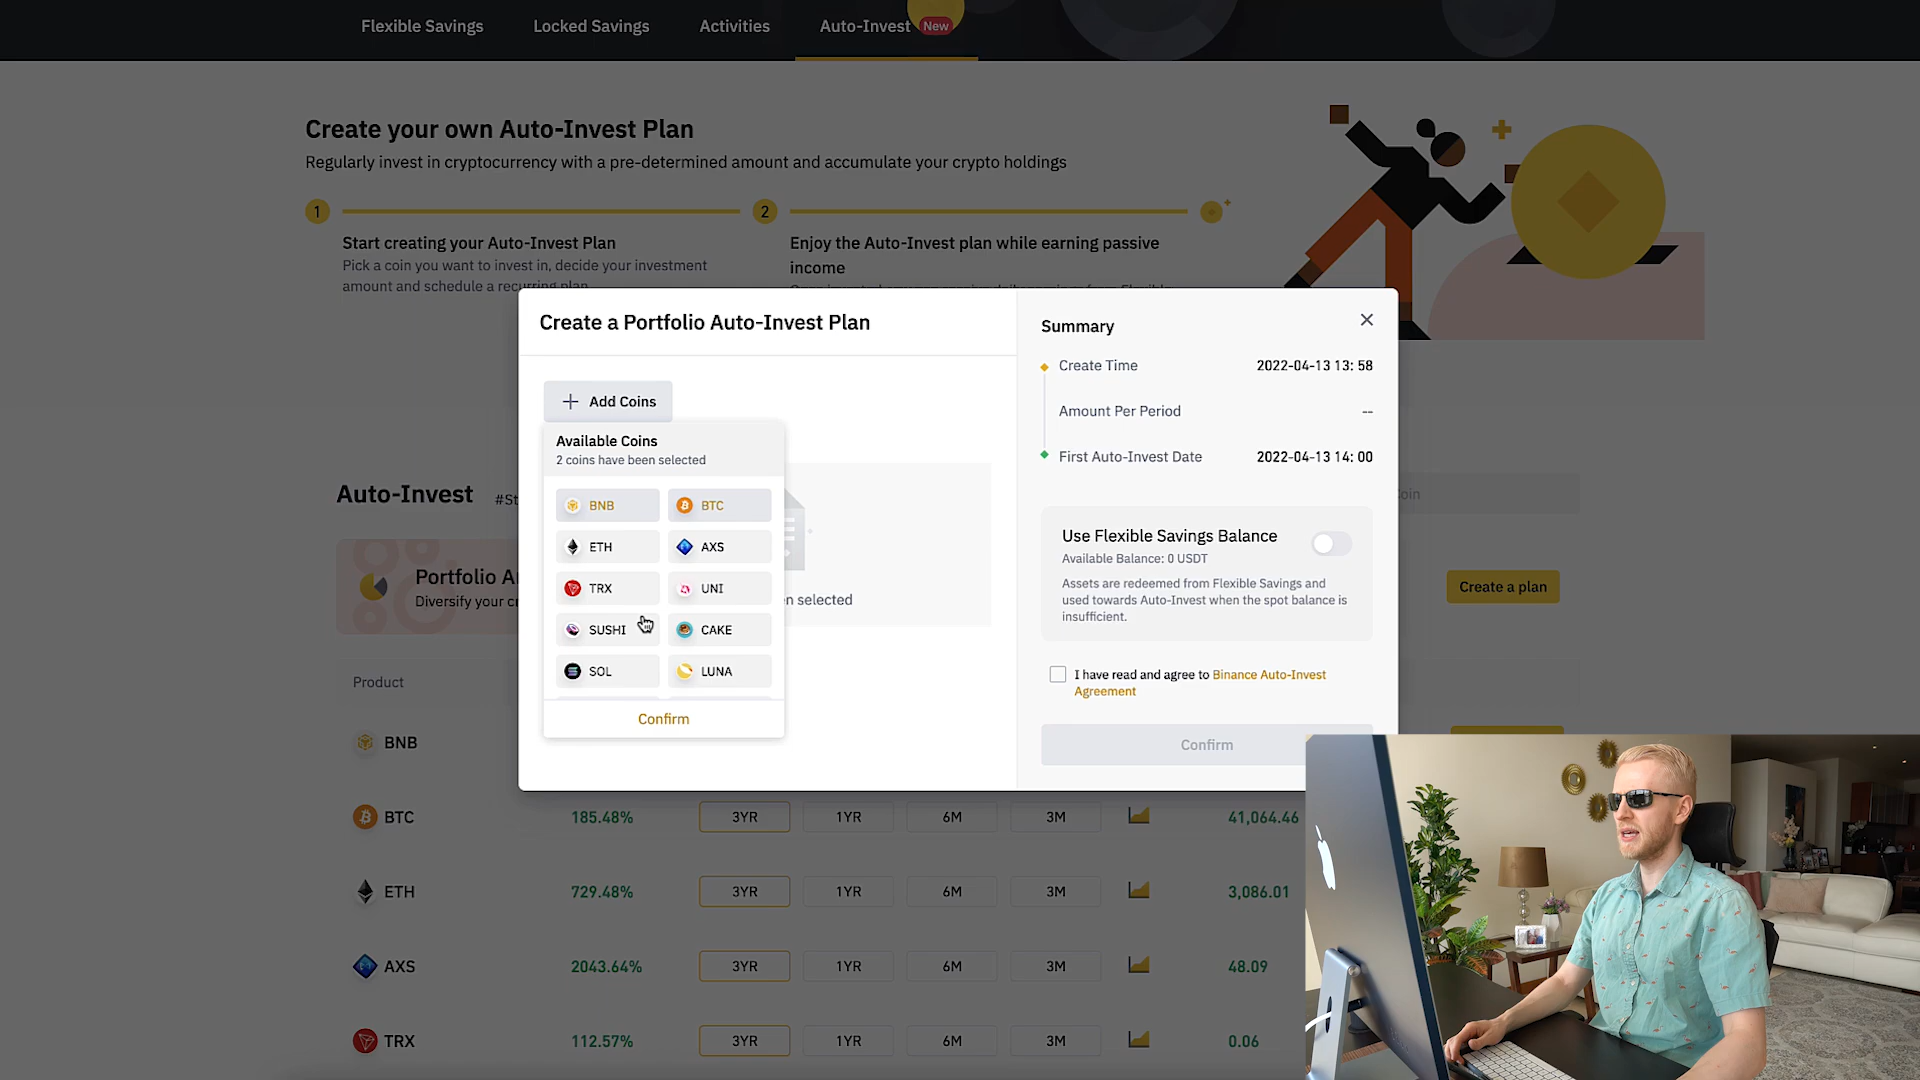 Flexible Savings
Locked Savings
Activities
Auto-Invest
New
Create your own Auto-Invest Plan
Regularly invest in cryptocurrency with a pre-determined amount and accumulate your crypto holdings
1
2
Start creating your Auto-Invest Plan
Pick a coin you want to invest in, decide your investment
amount and schedule a recurring plan
Enjoy the Auto-Invest plan while earning passive
income
Create a Portfolio Auto-Invest Plan
Add Coins
Available Coins
2 coins have been selected
BNB
BTC
ETH
AXS
TRX
UNI
SUSHI
CAKE
SOL
LUNA
Confirm
selected
Summary
Create Time
2022-04-13 13: 58
Amount Per Period
--
First Auto-Invest Date
2022-04-13 14: 00
Use Flexible Savings Balance
Available Balance: 0 USDT
Assets are redeemed from Flexible Savings and
used towards Auto-Invest when the spot balance is
insufficient.
I have read and agree to Binance Auto-Invest
Agreement
Confirm
Auto-Invest
Portfolio
Diversify your
Create a plan
Product
BNB
BTC
185.48%
3YR
1YR
6M
3M
41,064.46
ETH
729.48%
3YR
1YR
6M
3M
3,086.01
AXS
2043.64%
3YR
1YR
6M
3M
48.09
TRX
112.57%
3YR
1YR
6M
3M
0.06